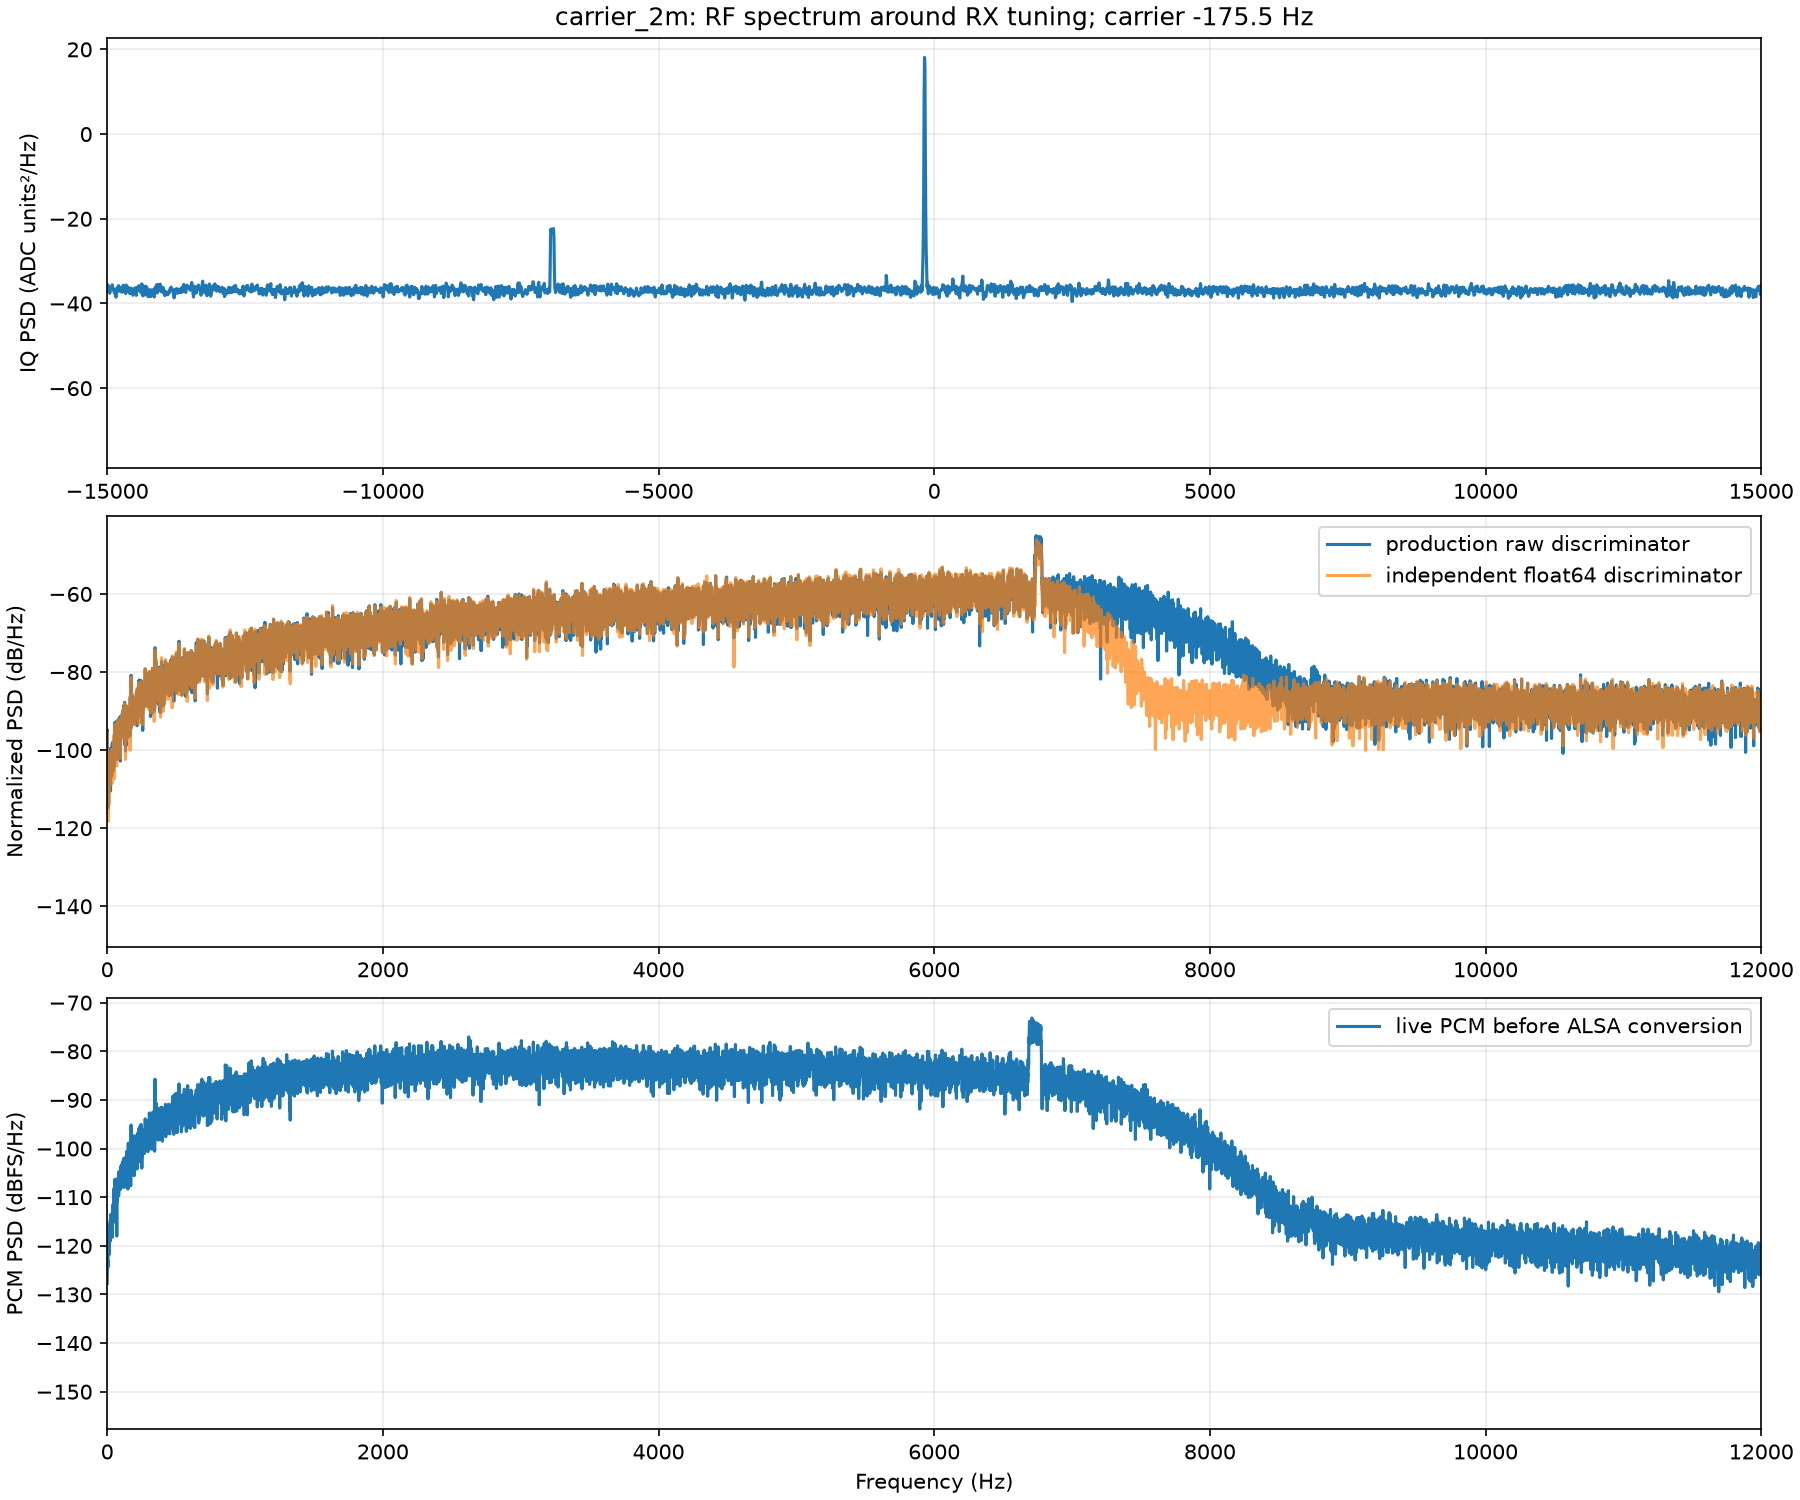 carrier_2m: RF spectrum around RX tuning; carrier -175.5 Hz
IQ PSD (ADC units²/Hz)
20
0
−20
−40
−60
−15000 −10000 −5000 0 5000 10000 15000
Normalized PSD (dB/Hz)
production raw discriminator
independent float64 discriminator
−60
−80
−100
−120
−140
0 2000 4000 6000 8000 10000 12000
PCM PSD (dBFS/Hz)
live PCM before ALSA conversion
−70
−80
−90
−100
−110
−120
−130
−140
−150
0 2000 4000 6000 8000 10000 12000
Frequency (Hz)